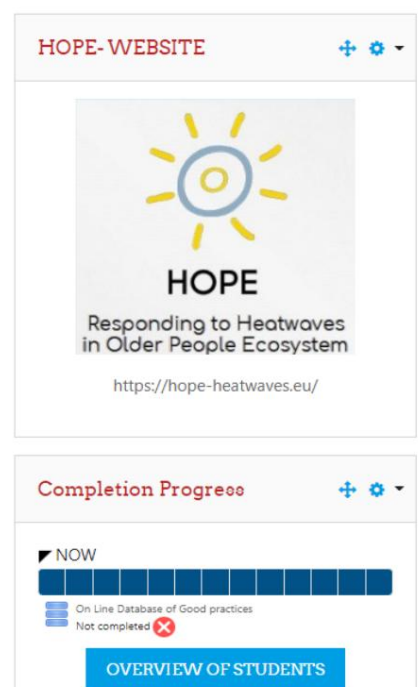 HOPE- WEBSITE
HOPE
Responding to Heatwaves
in Older People Ecosystem
https://hope-heatwaves.eu/
Completion Progress
NOW
On Line Database of Good practices
Not completed
OVERVIEW OF STUDENTS